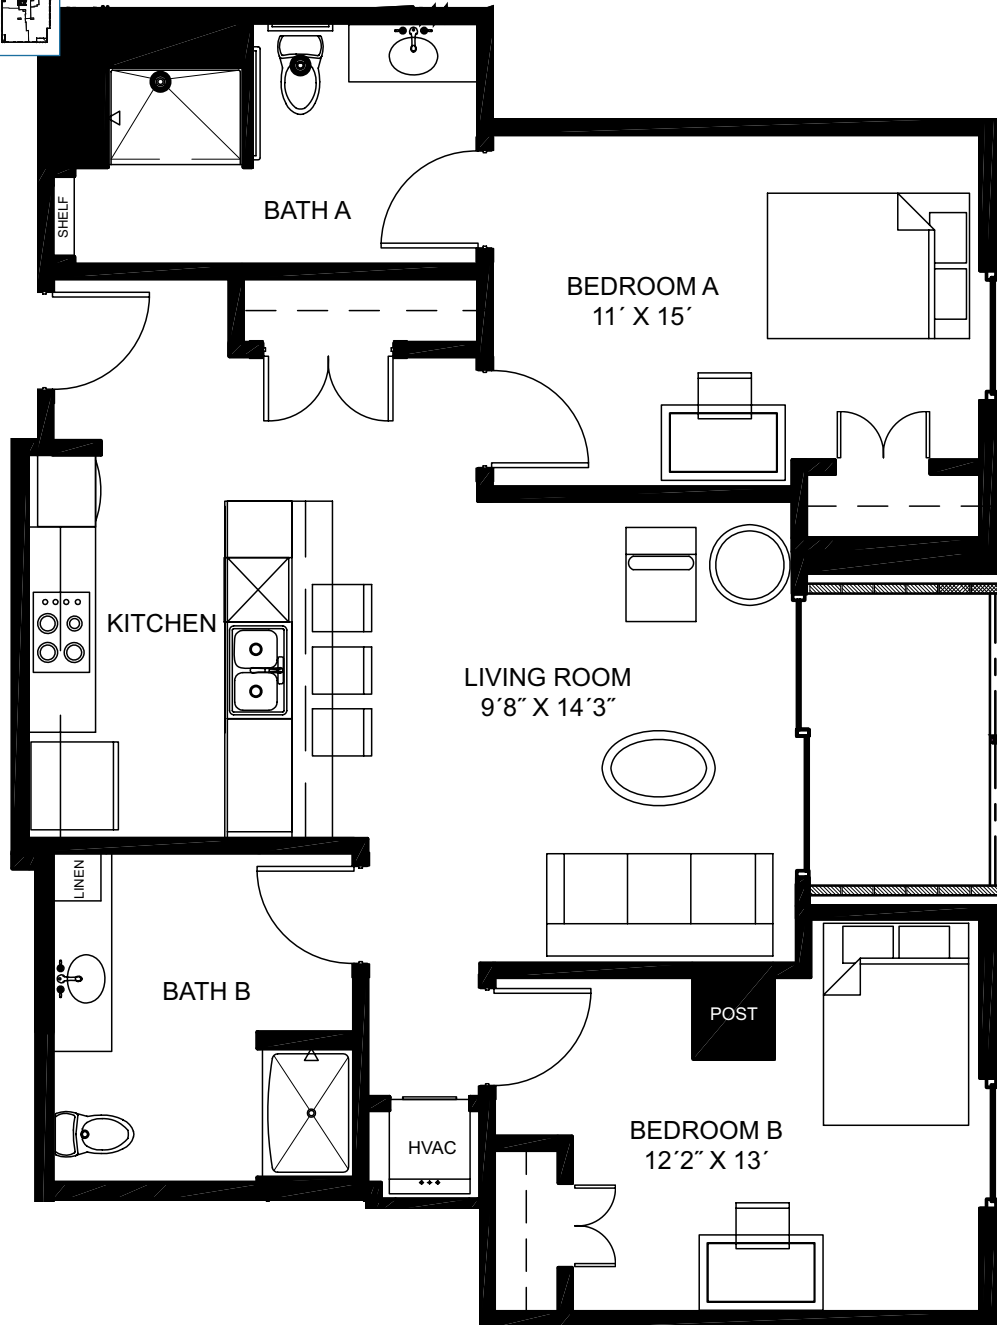 SHELF
BATH A
BEDROOM A
11´ X 15´
KITCHEN
LIVING ROOM
9´8˝ X 14´3˝
LINEN
BATH B
POST
HVAC
BEDROOM B
12´2˝ X 13´